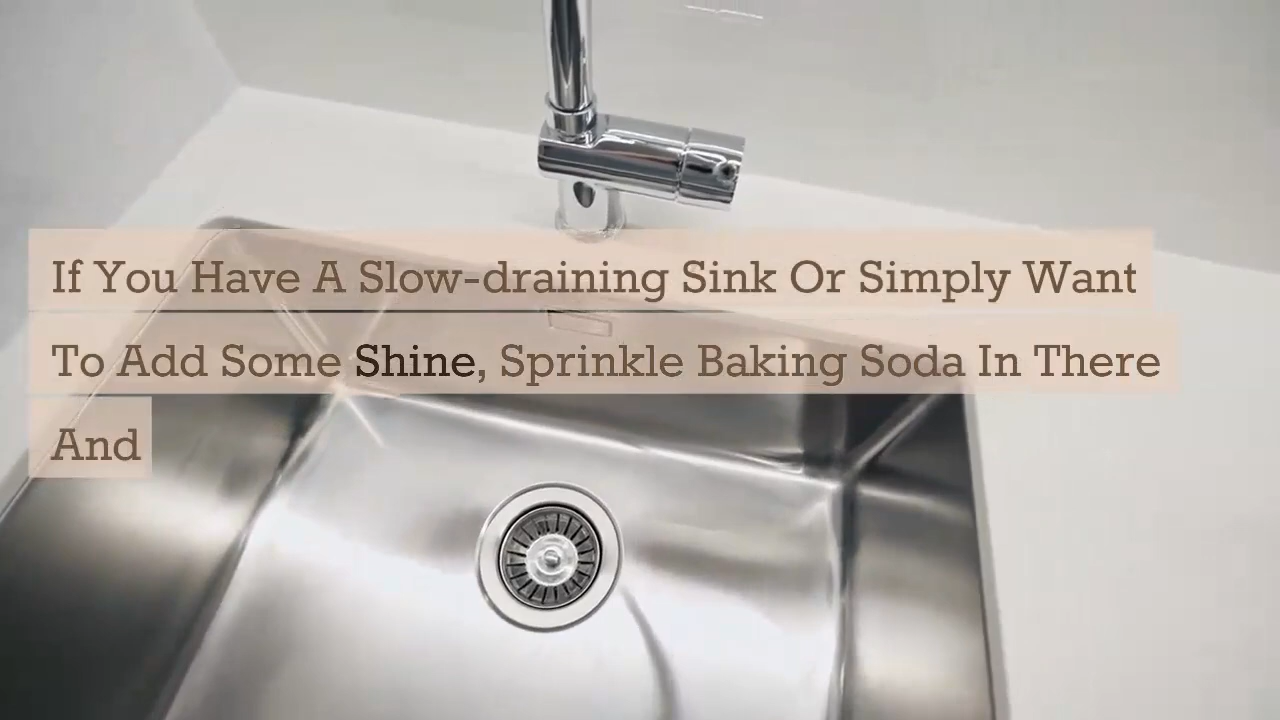 If You Have A Slow-draining Sink Or Simply Want
To Add Some Shine, Sprinkle Baking Soda In There
And